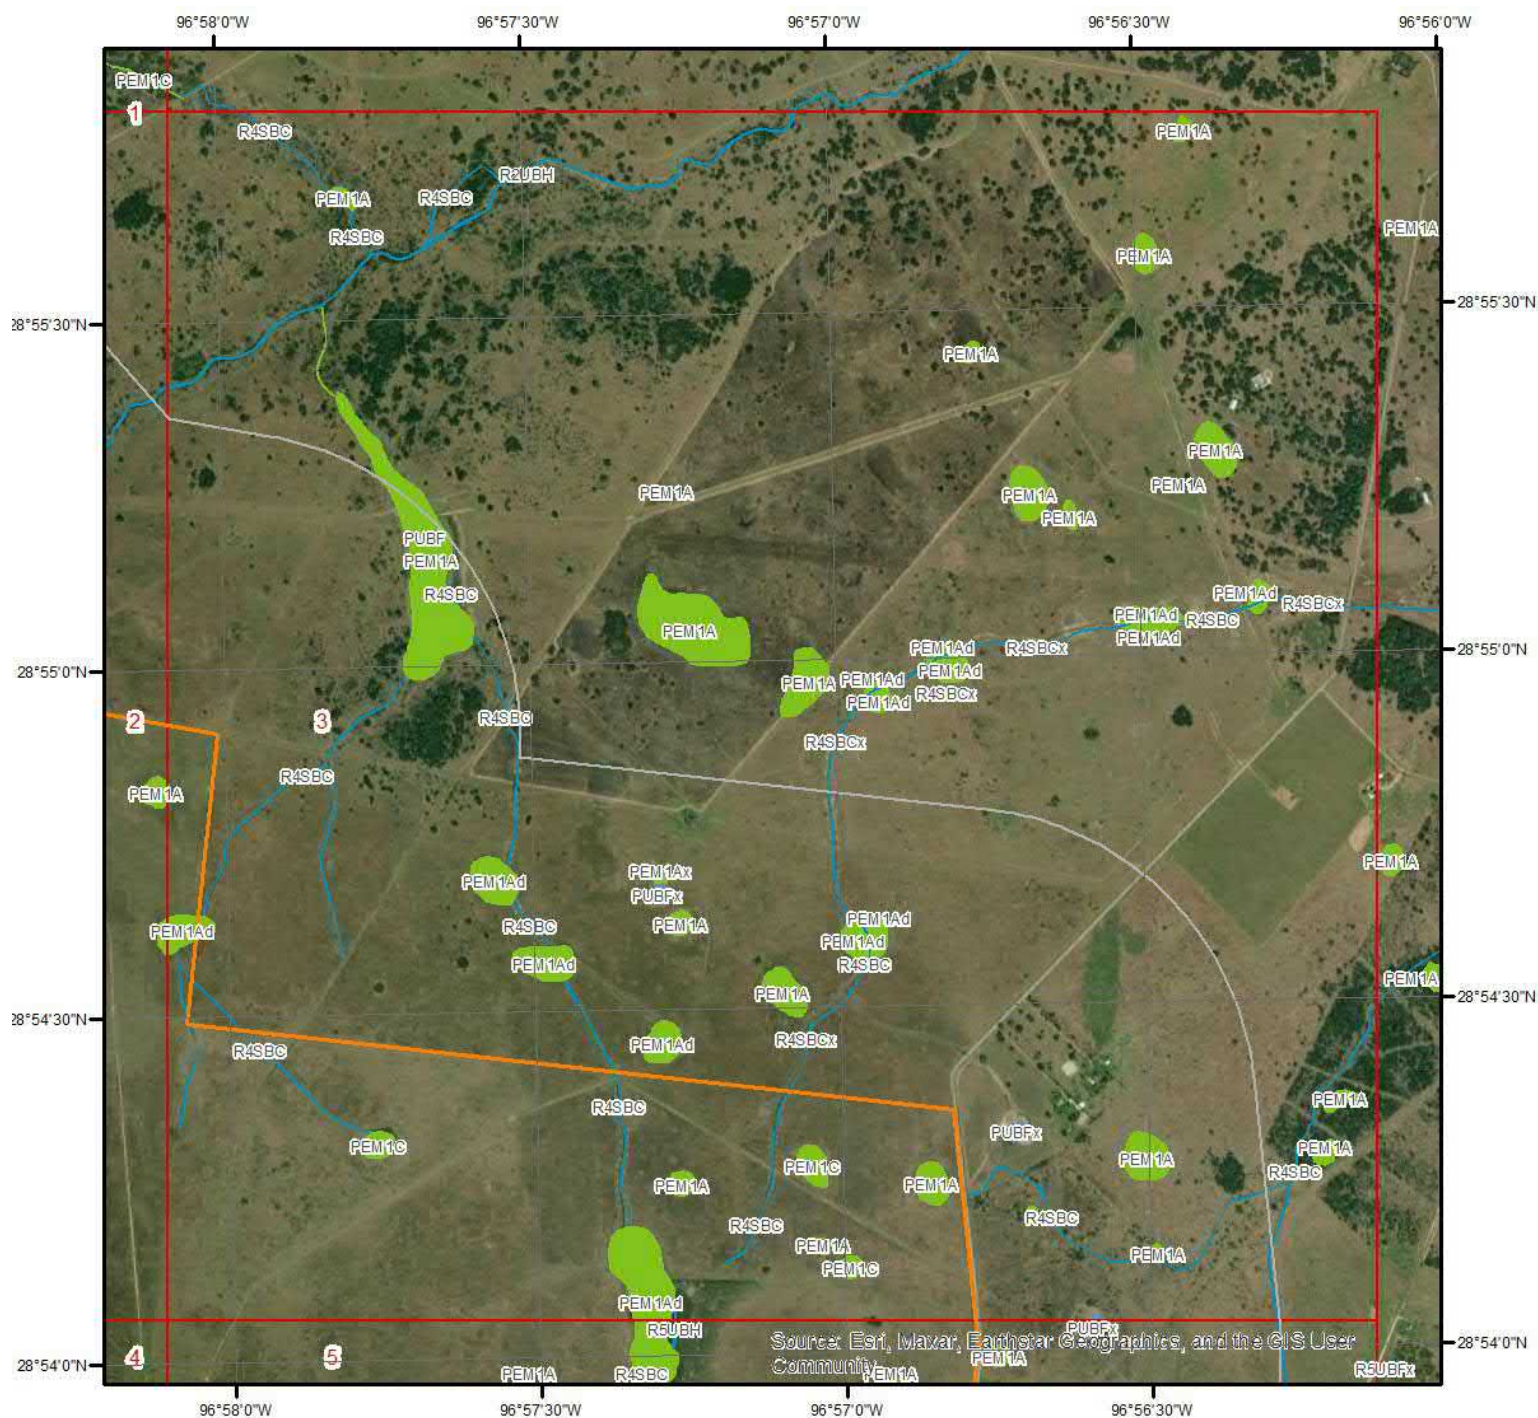 96°58'0"W 96°57'30"W 96°57'0"W 96°56'30"W 96°56'0"W
PEM1C
1
R4SBC
PEM1A
R2UBH
PEM1A
R4SBC
PEM1A
R4SBC
PEM1A
28°55'30"N
28°55'30"N
PEM1A
PEM1A
PEM1A
PEM1A
PEM1A
PEM1A
PUBF
PEM1A
R4SBC
PEM1Ad
R4SBCx
PEM1Ad
R4SBC
PEM1A
PEM1Ad
PEM1Ad
R4SBCx
28°55'0"N
28°55'0"N
PEM1Ad
PEM1A
PEM1Ad
R4SBCx
PEM1Ad
R4SBC
2
3
R4SBCx
R4SBC
PEM1A
PEM1A
PEM1Ax
PEM1Ad
PUBFx
PEM1Ad
R4SBC
PEM1A
PEM1Ad
PEM1Ad
PEM1Ad
R4SBC
PEM1A
PEM1A
28°54'30"N
28°54'30"N
R4SBC
PEM1Ad
R4SBCx
R4SBC
PEM1A
PUBFx
PEM1C
PEM1A
PEM1A
PEM1C
R4SBC
PEM1A
PEM1A
R4SBC
R4SBC
PEM1A
PEM1A
PEM1C
PEM1Ad
R5UBH
PUBFx
Source: Esri, Maxar, Earthstar Geographics, and the GIS User
Community
4
5
PEM1A
R5UBFx
PEM1A
R4SBC
PEM1A
28°54'0"N
28°54'0"N
96°58'0"W 96°57'30"W 96°57'0"W 96°56'30"W